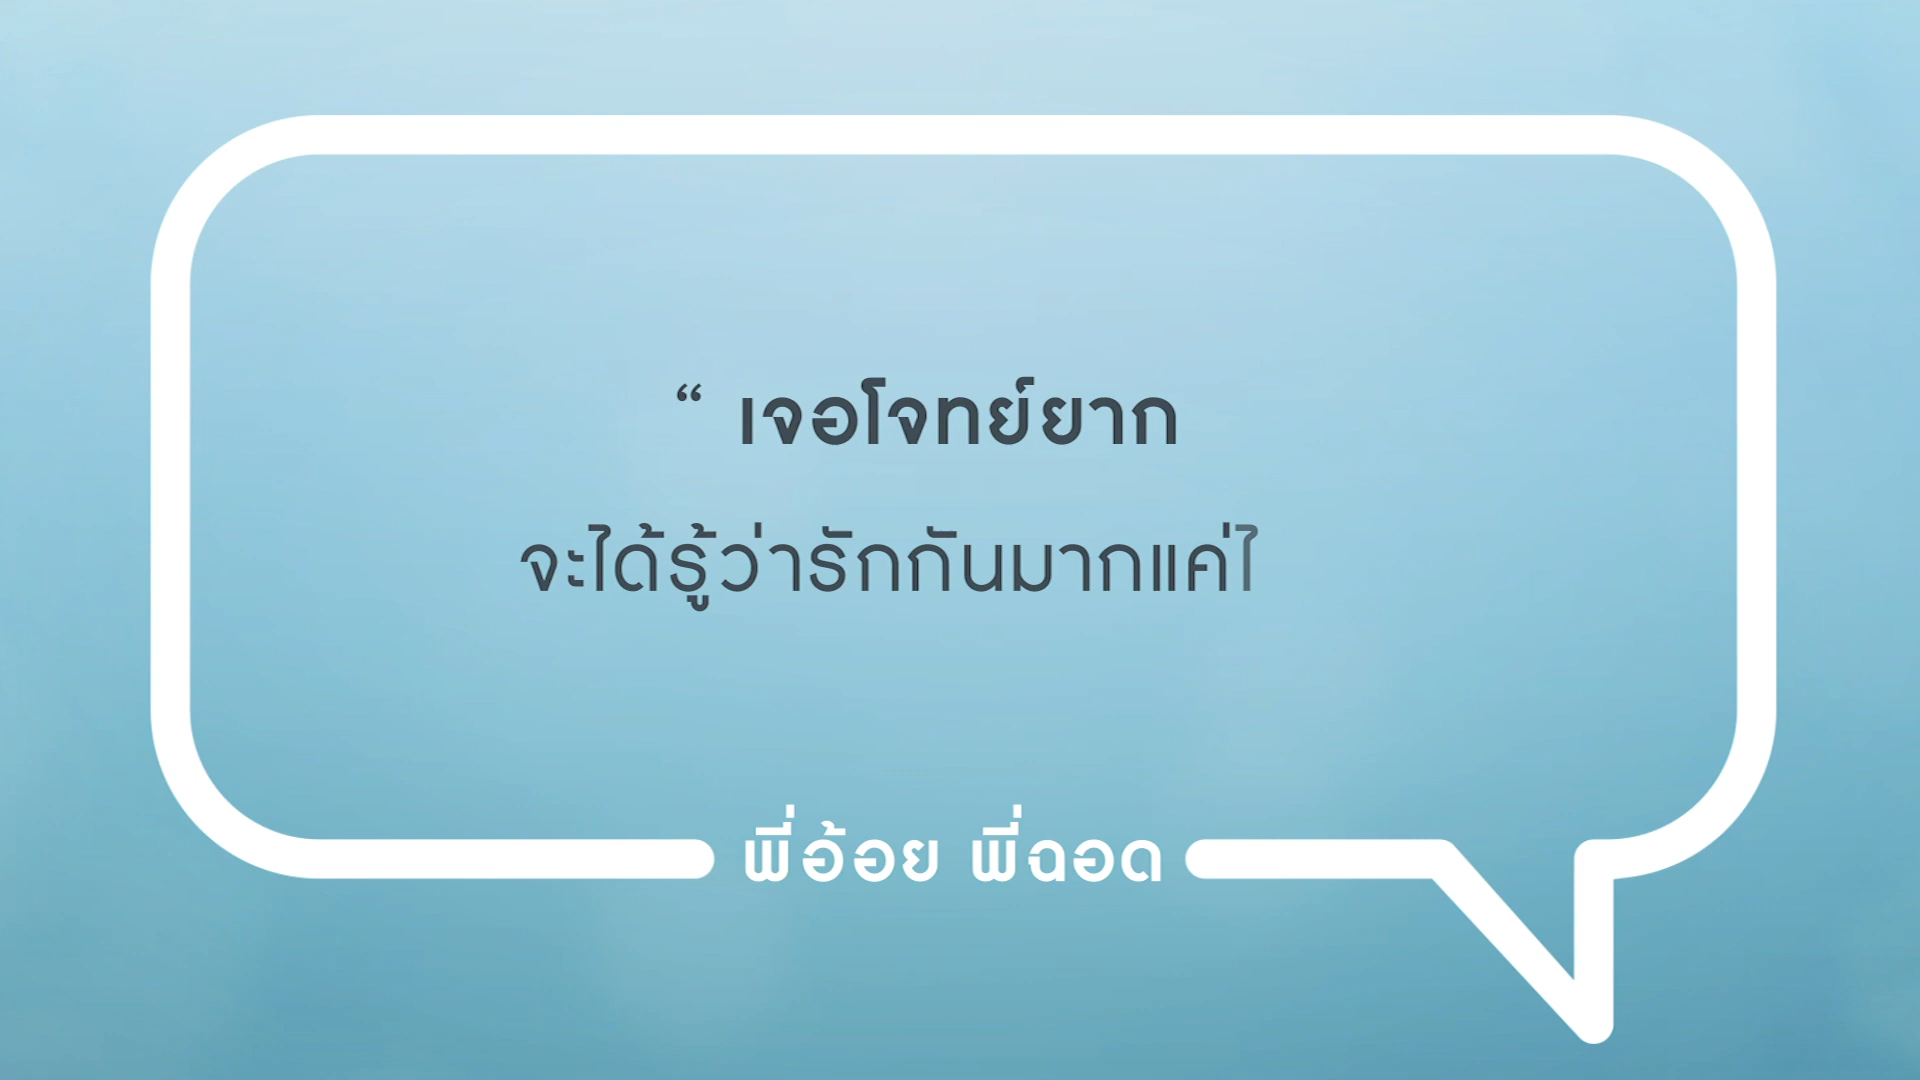 “ เจอโจทย์ยาก
จะได้รู้ว่ารักกันมากแค่ไ
พี่อ้อย พี่ฉอด